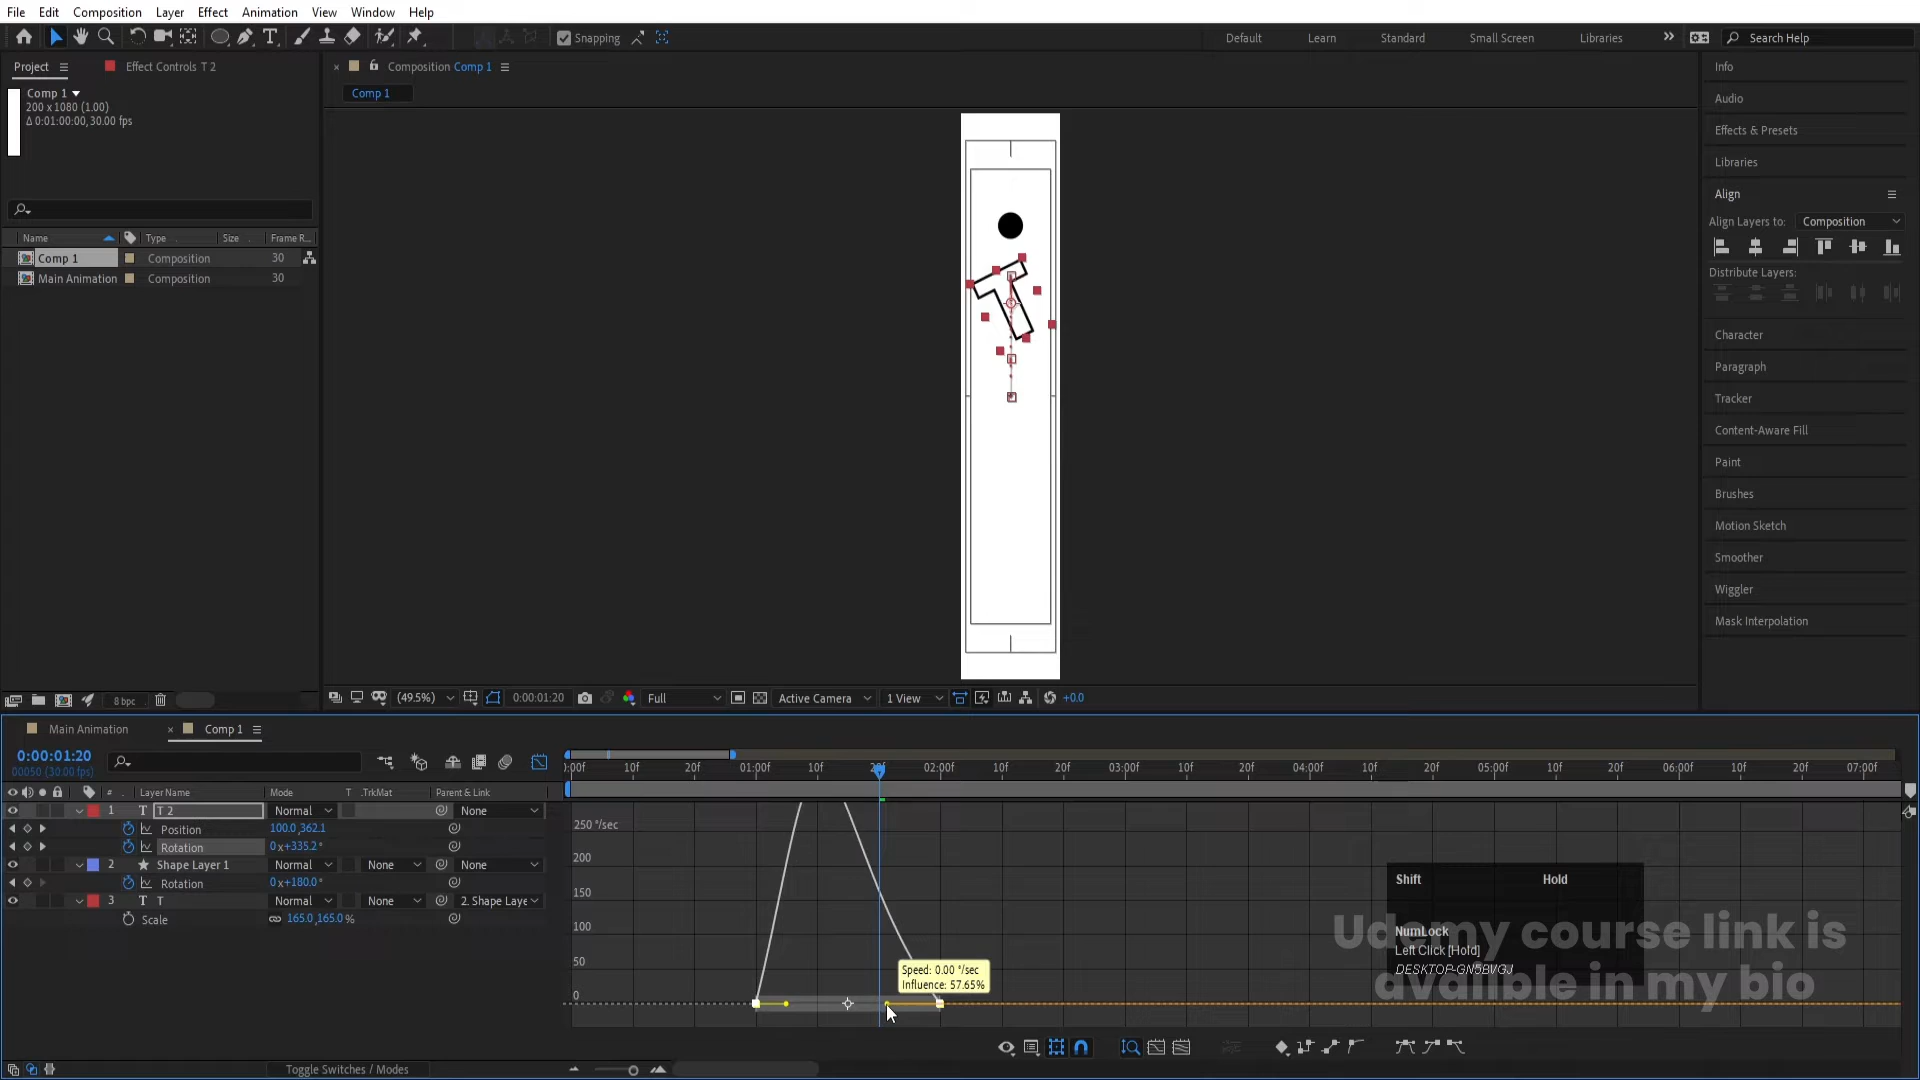 File Edit Composition Layer Effect Animation View Window Help
Snapping
Default Learn Standard Small Screen Libraries Search Help
Project Effect Controls T 2
Composition Comp 1
Comp 1
Comp 1
200 x 1080 (1.00)
Δ 0:01:00:00, 30.00 fps
Name Type Size Frame R...
Comp 1 Composition 30
Main Animation Composition 30
8 bpc
T
(49.5%) 0:00:01:20 Full Active Camera 1 View +0.0
Info
Audio
Effects & Presets
Libraries
Align
Align Layers to: Composition
Distribute Layers:
Character
Paragraph
Tracker
Content-Aware Fill
Paint
Brushes
Motion Sketch
Smoother
Wiggler
Mask Interpolation
Main Animation Comp 1
0:00:01:20
00050 (30.00 fps)
# Layer Name Mode T .TrkMat Parent & Link
1 T T 2 Normal None
Position 100.0,362.1
Rotation 0x+335.2°
2 Shape Layer 1 Normal None None
Rotation 0x+180.0°
3 T T Normal None 2. Shape Laye
Scale 165.0,165.0%
Toggle Switches / Modes
):00f 10f 20f 01:00f 10f 20f 02:00f 10f 20f 03:00f 10f 20f 04:00f 10f 20f 05:00f 10f 20f 06:00f 10f 20f 07:00f
250 °/sec
200
150
100
50
0
Speed: 0.00 °/sec
Influence: 57.65%
Shift Hold
NumLock
Left Click [Hold]
DESKTOP-GN5BVGJ
Udemy course link is
availble in my bio